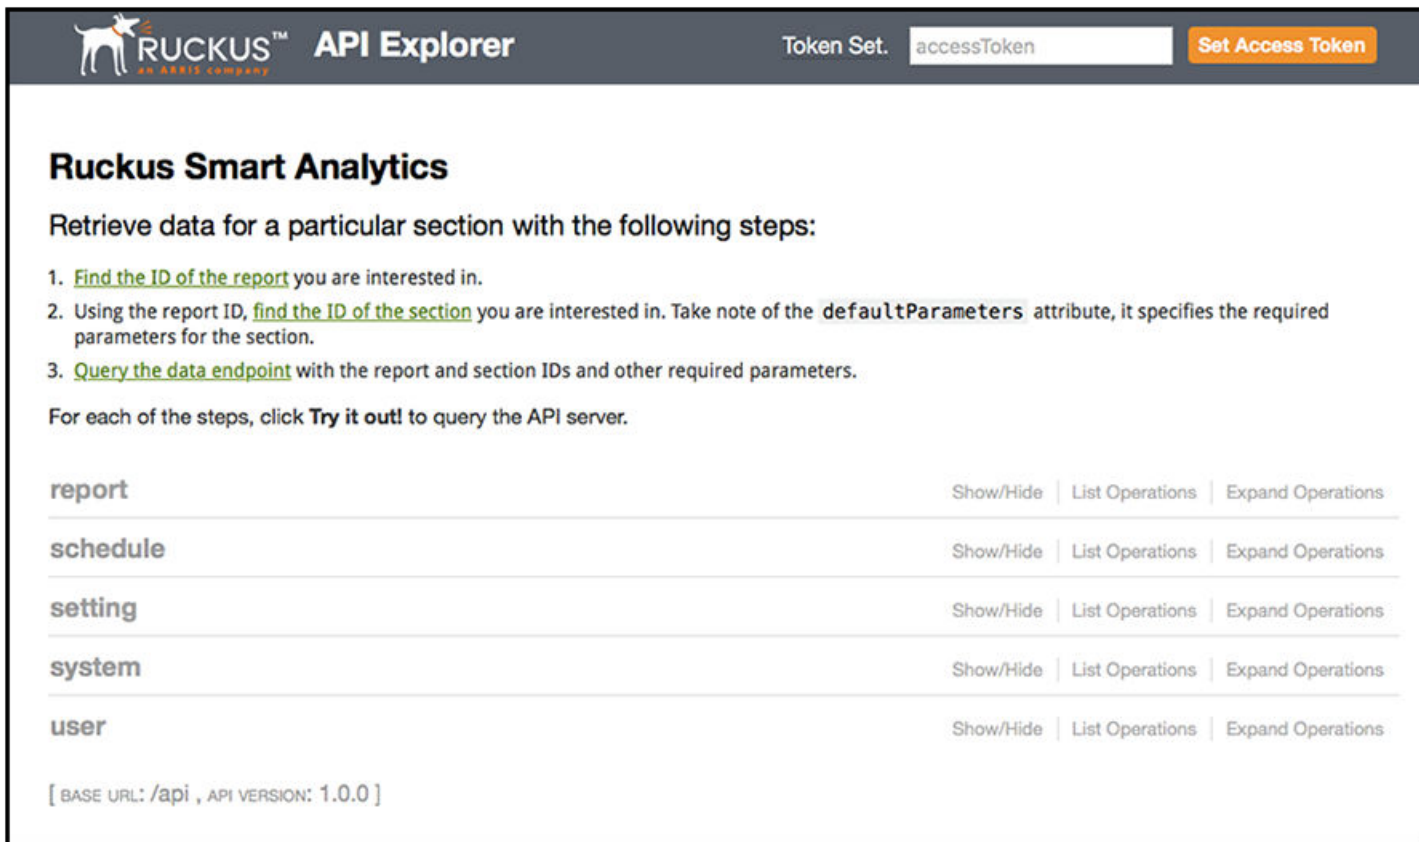 RUCKUS™ API Explorer Token Set. accessToken Set Access Token
an ARRIS company
Ruckus Smart Analytics
Retrieve data for a particular section with the following steps:
1. Find the ID of the report you are interested in.
2. Using the report ID, find the ID of the section you are interested in. Take note of the defaultParameters attribute, it specifies the required
parameters for the section.
3. Query the data endpoint with the report and section IDs and other required parameters.
For each of the steps, click Try it out! to query the API server.
report Show/Hide List Operations Expand Operations
schedule Show/Hide List Operations Expand Operations
setting Show/Hide List Operations Expand Operations
system Show/Hide List Operations Expand Operations
user Show/Hide List Operations Expand Operations
[ BASE URL: /api , API VERSION: 1.0.0 ]